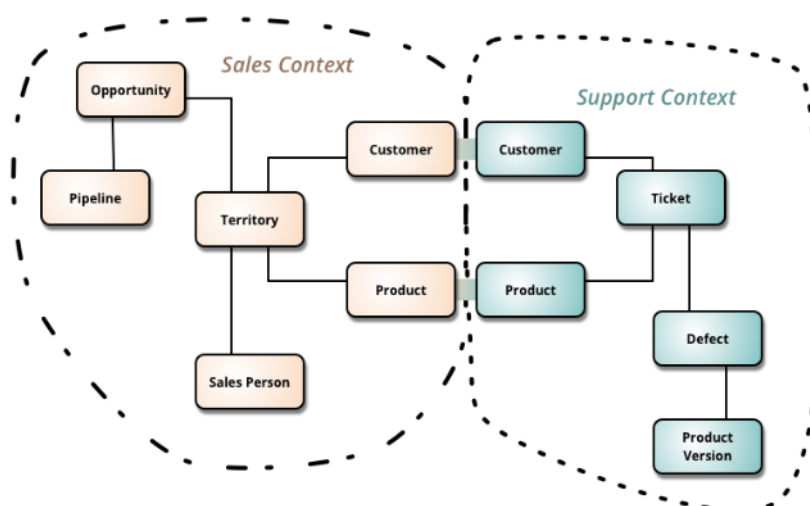 Sales Context
Support Context
Opportunity
Customer
Customer
Pipeline
Ticket
Territory
Product
Product
Defect
Sales Person
Product
Version